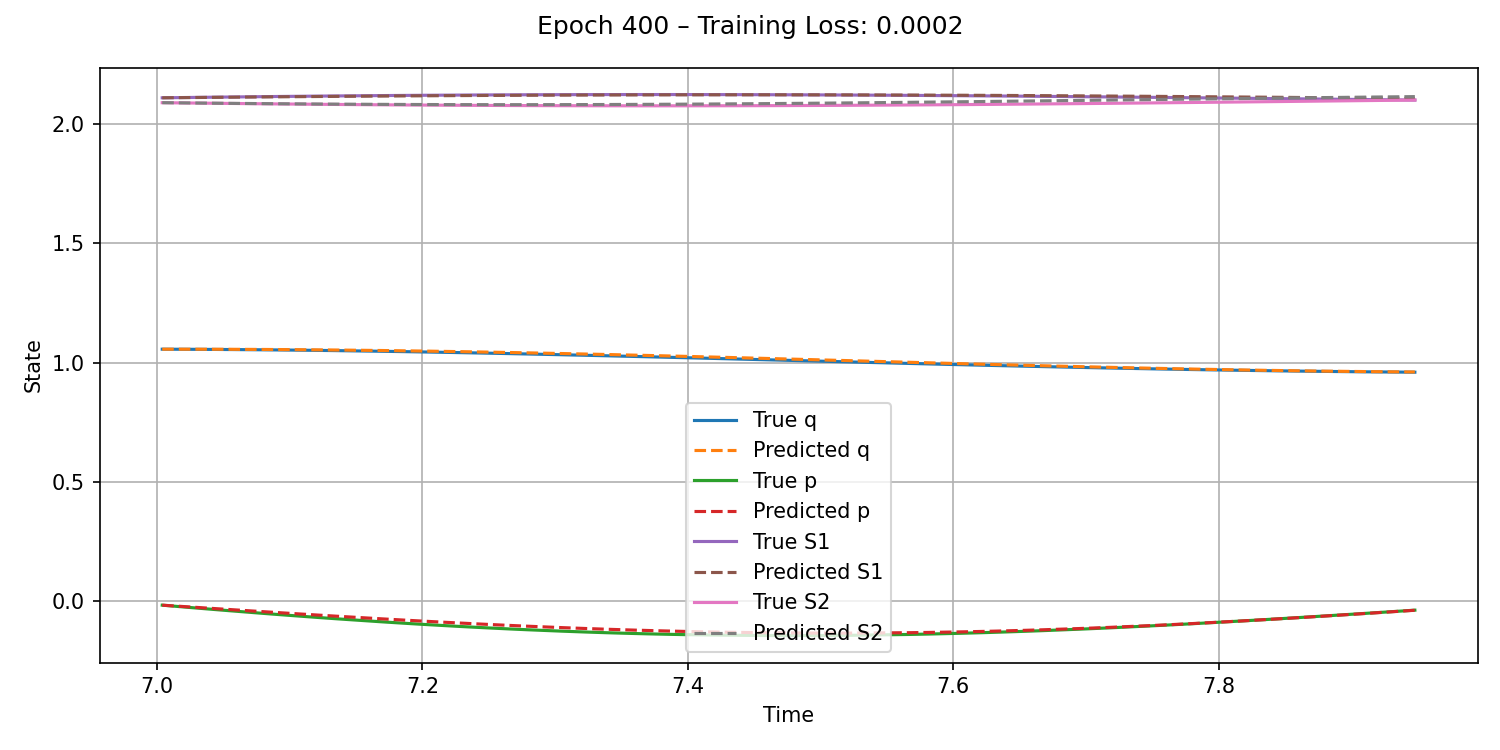 Epoch 400 – Training Loss: 0.0002
2.0
1.5
1.0
0.5
0.0
State
True q
Predicted q
True p
Predicted p
True S1
Predicted S1
True S2
Predicted S2
7.0 7.2 7.4 7.6 7.8
Time